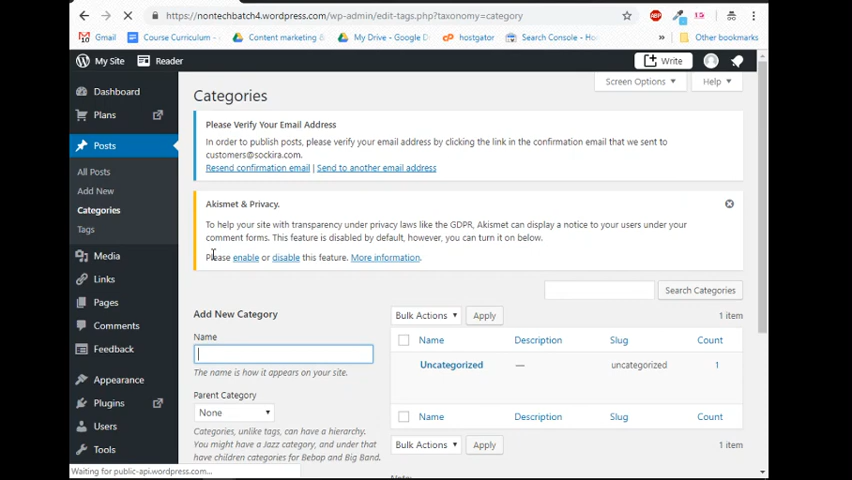 https://nontechbatch4.wordpress.com/wp-admin/edit-tags.php?taxonomy=category
Gmail Course Curriculum - Content marketing & My Drive - Google D hostgator Search Console - Ho » Other bookmarks
My Site Reader Write
Screen Options Help
Dashboard
Plans
Posts
All Posts
Add New
Categories
Tags
Media
Links
Pages
Comments
Feedback
Appearance
Plugins
Users
Tools
Categories
Please Verify Your Email Address
In order to publish posts, please verify your email address by clicking the link in the confirmation email that we sent to
customers@sockira.com.
Resend confirmation email | Send to another email address
Akismet & Privacy.
To help your site with transparency under privacy laws like the GDPR, Akismet can display a notice to your users under your
comment forms. This feature is disabled by default, however, you can turn it on below.
Please enable or disable this feature. More information.
Search Categories
Add New Category
Name
The name is how it appears on your site.
Parent Category
None
Categories, unlike tags, can have a hierarchy.
You might have a Jazz category, and under that
have children categories for Bebop and Big Band.
Bulk Actions Apply 1 item
Name Description Slug Count
Uncategorized — uncategorized 1
Name Description Slug Count
Bulk Actions Apply 1 item
Waiting for public-api.wordpress.com...